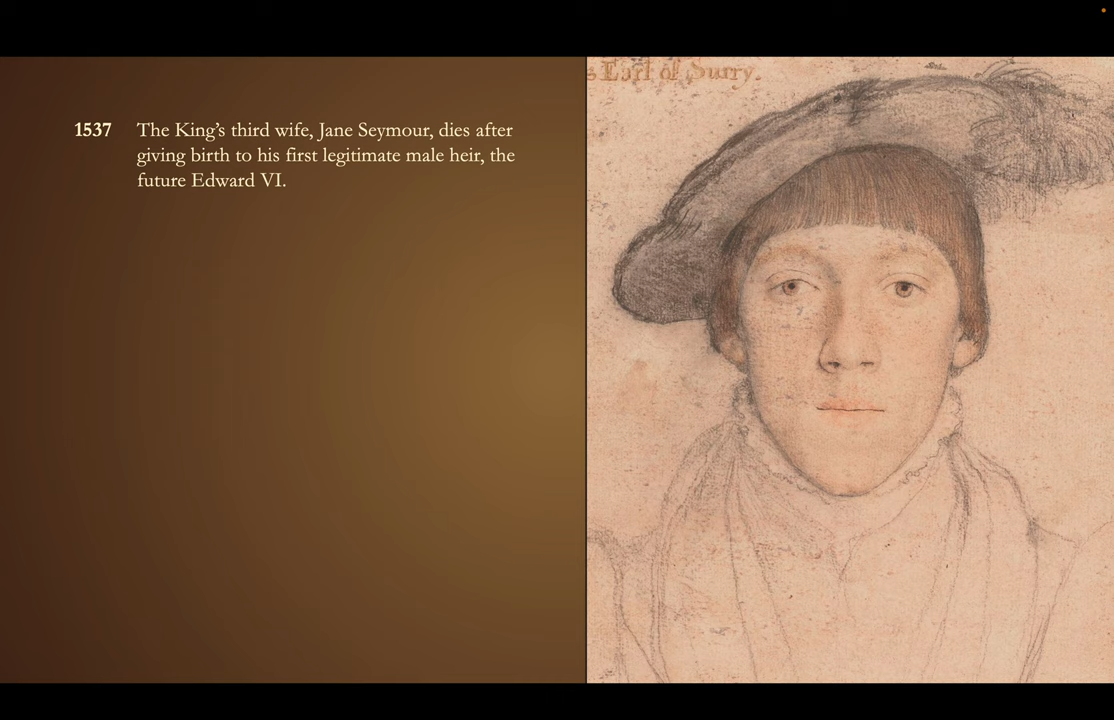 1537 The King’s third wife, Jane Seymour, dies after
giving birth to his first legitimate male heir, the
future Edward VI.
s Earl of Surry.